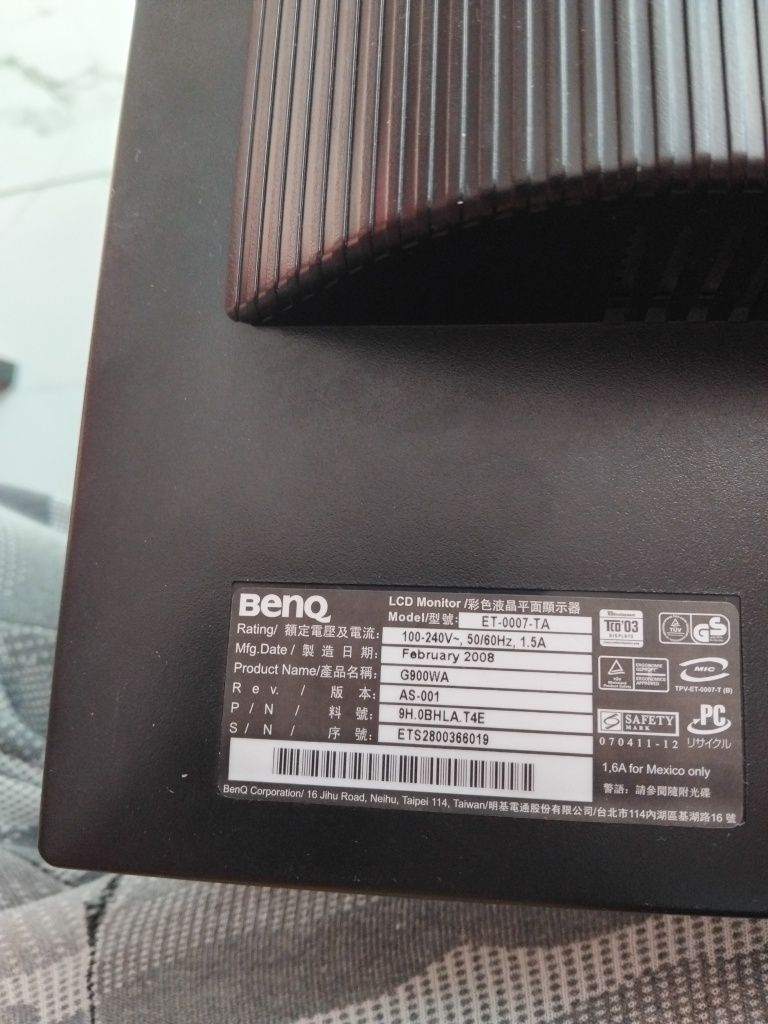 BenQ
LCD Monitor /彩色液晶平面顯示器
Model/型號: ET-0007-TA
Rating/ 額定電壓及電流: 100-240V~, 50/60Hz, 1.5A
Mfg.Date / 製造日期: February 2008
Product Name/產品名稱: G900WA
Rev. / 版本: AS-001
P/N / 料號: 9H.0BHLA.T4E
S/N / 序號: ETS2800366019
TCO'03
DISPLAYS
TÜV
GS
ERGONOMICS
APPROVED
MIC
TPV-ET-0007-T (B)
SAFETY
MARK
070411-12
PC
リサイクル
1,6A for Mexico only
警語: 請參閱隨附光碟
BenQ Corporation/ 16 Jihu Road, Neihu, Taipei 114, Taiwan/明基電通股份有限公司/台北市114內湖區基湖路16 號